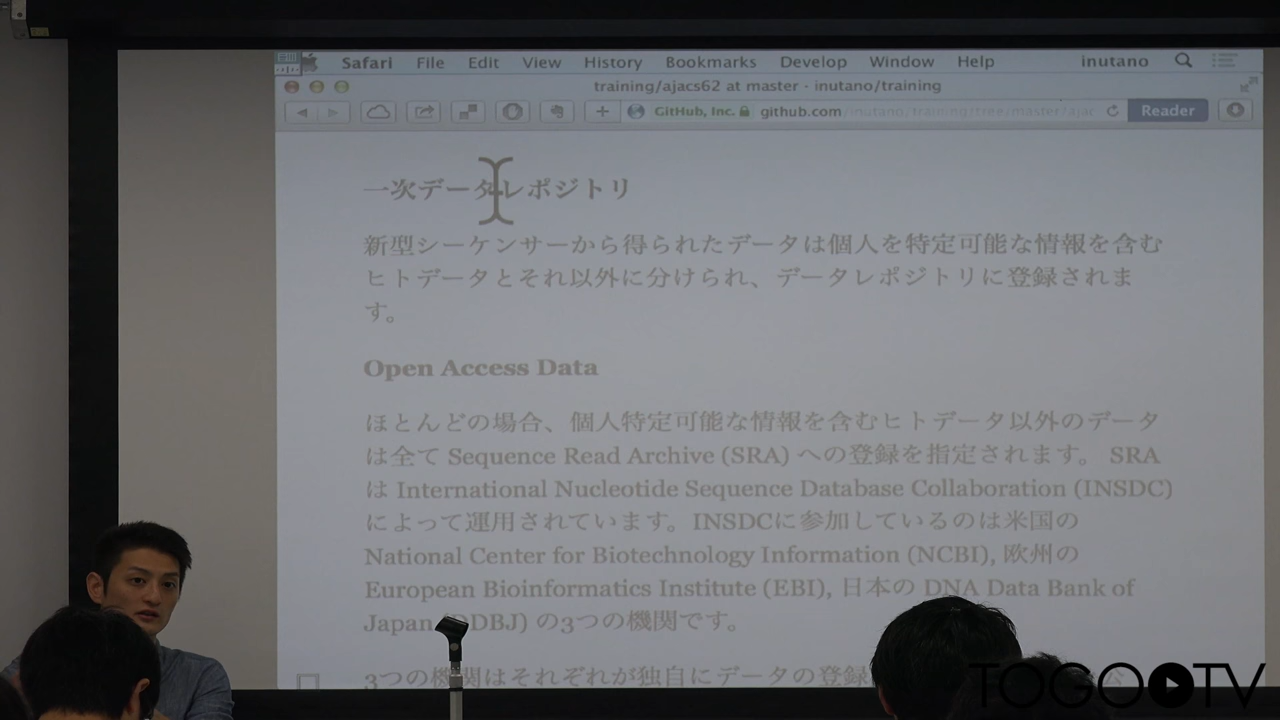 Safari File Edit View History Bookmarks Develop Window Help inutano
training/ajacs62 at master · inutano/training
GitHub, Inc. github.com/inutano/training/tree/master/ajac Reader
一次データレポジトリ
新型シーケンサーから得られたデータは個人を特定可能な情報を含む
ヒトデータとそれ以外に分けられ、データレポジトリに登録されま
す。
Open Access Data
ほとんどの場合、個人特定可能な情報を含むヒトデータ以外のデータ
は全て Sequence Read Archive (SRA) への登録を指定されます。 SRA
は International Nucleotide Sequence Database Collaboration (INSDC)
によって運用されています。INSDCに参加しているのは米国の
National Center for Biotechnology Information (NCBI), 欧州の
European Bioinformatics Institute (EBI), 日本の DNA Data Bank of
Japan (DDBJ) の3つの機関です。
3つの機関はそれぞれが独自にデータの登録
TOGOTV